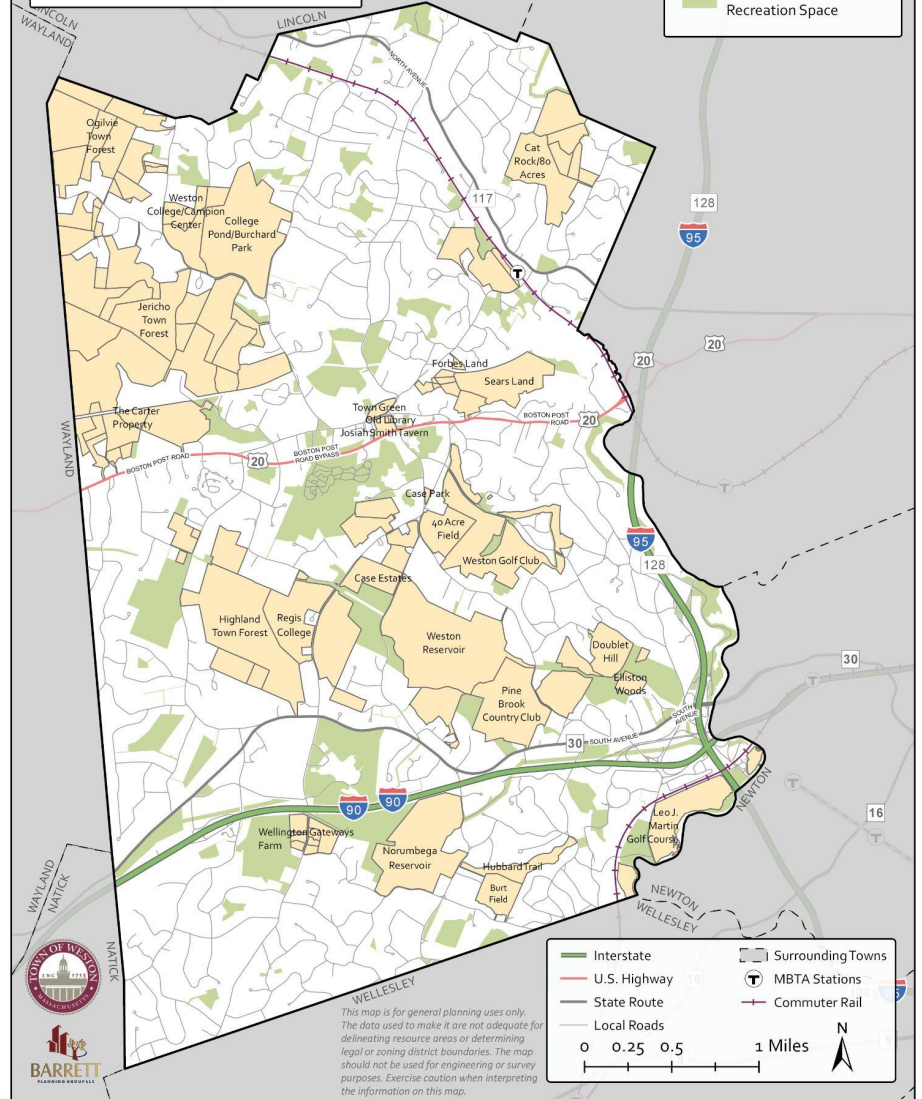 LINCOLN
WAYLAND
LINCOLN
Recreation Space
NORTH AVENUE
Ogilvie
Town
Forest
Cat
Rock/80
Acres
Weston
College/Campion
Center
College
Pond/Burchard
Park
117
128
95
T
Jericho
Town
Forest
20
20
Forbes Land
Sears Land
The Carter
Property
Town Green
Old Library
Josiah Smith Tavern
BOSTON POST
ROAD
20
WAYLAND
BOSTON POST ROAD
20
BOSTON POST
ROAD BYPASS
T
Case Park
40 Acre
Field
Weston Golf Club
95
128
Case Estates
Highland
Town Forest
Regis
College
Weston
Reservoir
Doublet
Hill
Elliston
Woods
30
T
Pine
Brook
Country Club
SOUTH
AVENUE
30
SOUTH AVENUE
90
90
NEWTON
T
16
T
Wellington
Farm
Gateways
Norumbega
Reservoir
Leo J.
Martin
Golf Course
Hubbard Trail
Burt
Field
WAYLAND
NATICK
NEWTON
WELLESLEY
NATICK
WELLESLEY
TOWN OF WESTON
INC 1713
MASSACHUSETTS
BARRETT
PLANNING GROUP LLC
This map is for general planning uses only.
The data used to make it are not adequate for
delineating resource areas or determining
legal or zoning district boundaries. The map
should not be used for engineering or survey
purposes. Exercise caution when interpreting
the information on this map.
Interstate
U.S. Highway
State Route
Local Roads
Surrounding Towns
T MBTA Stations
Commuter Rail
0 0.25 0.5 1 Miles
N
16
9